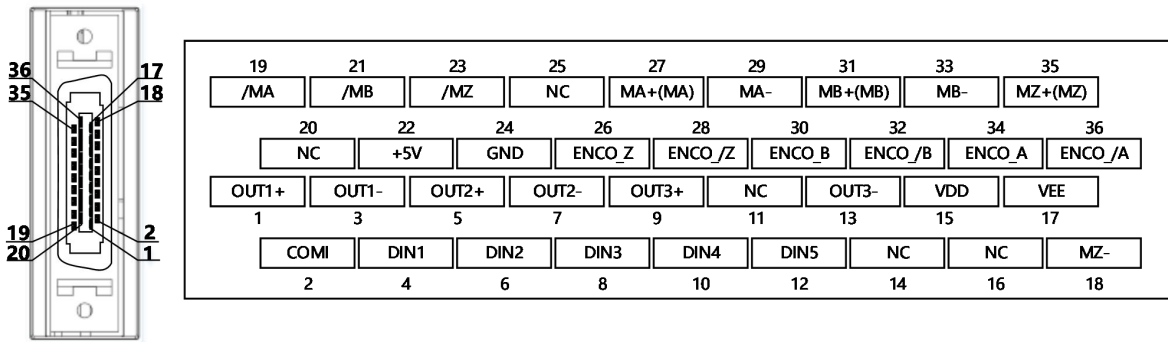 36 17
35 18
19 2
20 1
19 21 23 25 27 29 31 33 35
/MA /MB /MZ NC MA+(MA) MA- MB+(MB) MB- MZ+(MZ)
20 22 24 26 28 30 32 34 36
NC +5V GND ENCO_Z ENCO_/Z ENCO_B ENCO_/B ENCO_A ENCO_/A
OUT1+ OUT1- OUT2+ OUT2- OUT3+ NC OUT3- VDD VEE
1 3 5 7 9 11 13 15 17
COMI DIN1 DIN2 DIN3 DIN4 DIN5 NC NC MZ-
2 4 6 8 10 12 14 16 18